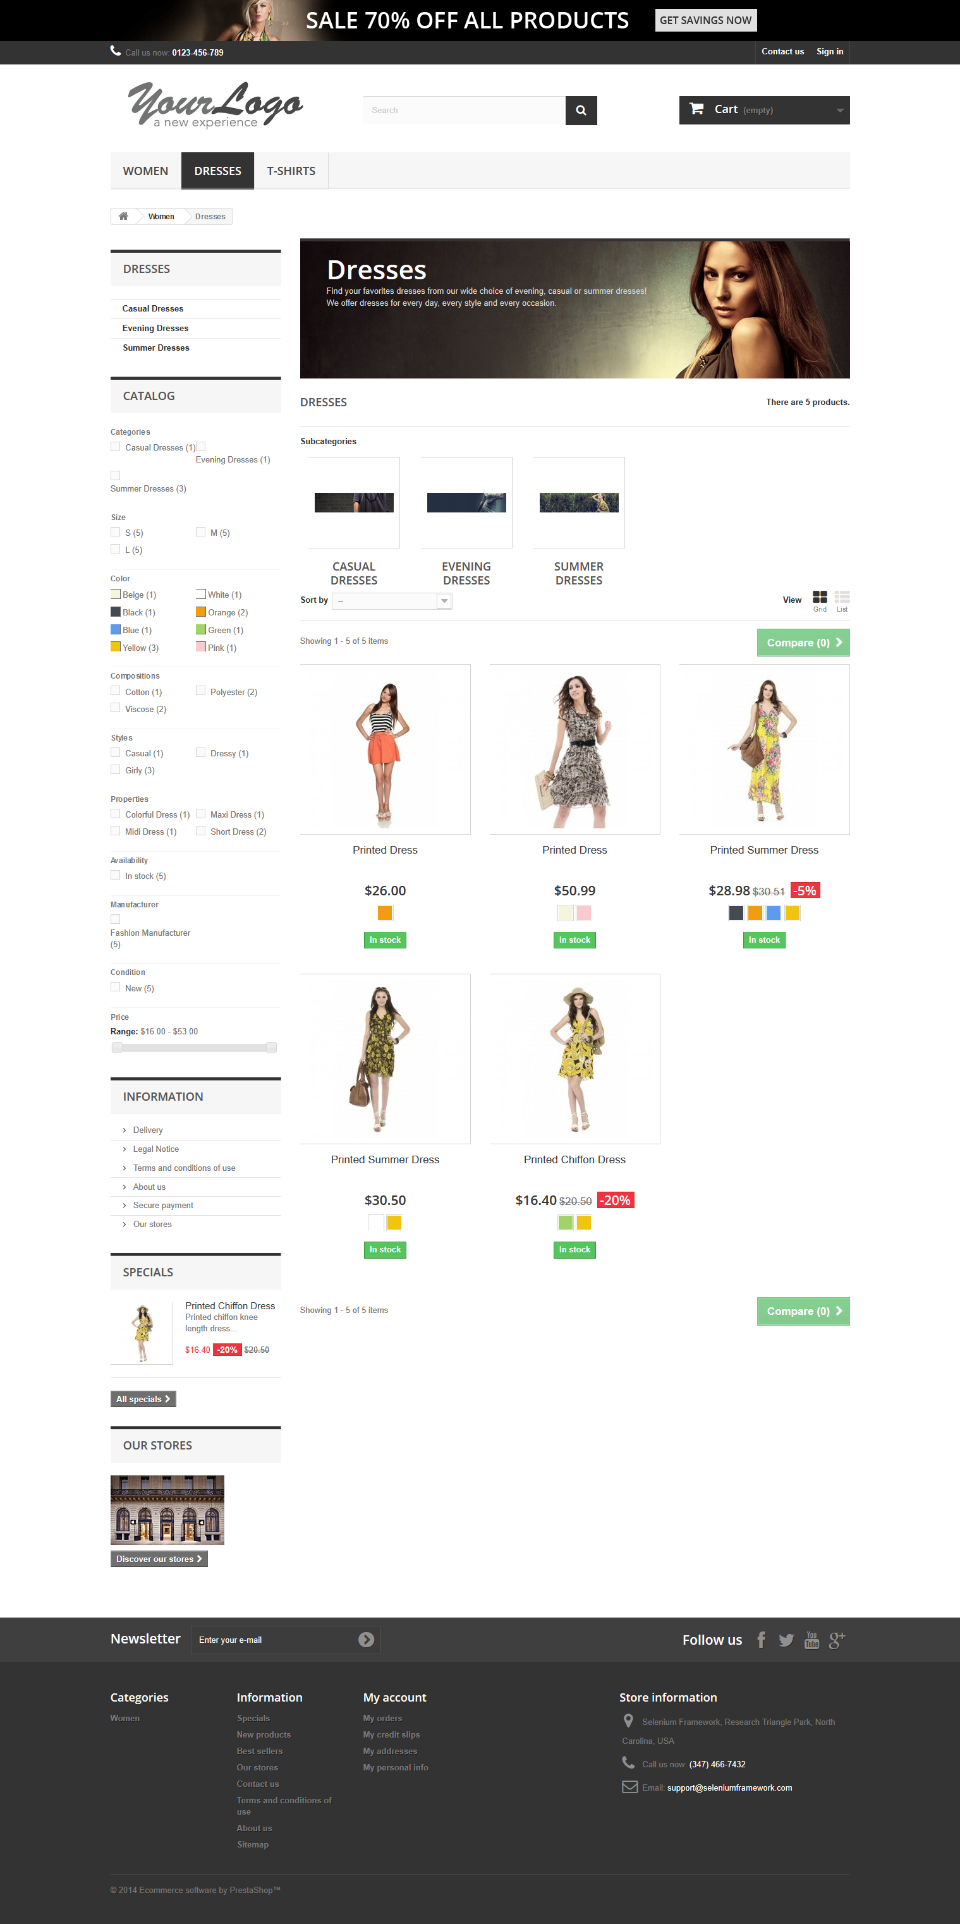 SALE 70% OFF ALL PRODUCTS GET SAVINGS NOW
Call us now: 0123-456-789 Contact us Sign in
YourLogo
a new experience
Search
Cart (empty)
WOMEN DRESSES T-SHIRTS
Women Dresses
DRESSES
Casual Dresses
Evening Dresses
Summer Dresses
CATALOG
Categories
Casual Dresses (1)
Evening Dresses (1)
Summer Dresses (3)
Size
S (5) M (5)
L (5)
Color
Beige (1) White (1)
Black (1) Orange (2)
Blue (1) Green (1)
Yellow (3) Pink (1)
Compositions
Cotton (1) Polyester (2)
Viscose (2)
Styles
Casual (1) Dressy (1)
Girly (3)
Properties
Colorful Dress (1) Maxi Dress (1)
Midi Dress (1) Short Dress (2)
Availability
In stock (5)
Manufacturer
Fashion Manufacturer
(5)
Condition
New (5)
Price
Range: $16.00 - $53.00
INFORMATION
Delivery
Legal Notice
Terms and conditions of use
About us
Secure payment
Our stores
SPECIALS
Printed Chiffon Dress
Printed chiffon knee
length dress...
$16.40 -20% $20.50
All specials
OUR STORES
Discover our stores
Dresses
Find your favorites dresses from our wide choice of evening, casual or summer dresses!
We offer dresses for every day, every style and every occasion.
DRESSES There are 5 products.
Subcategories
CASUAL
DRESSES
EVENING
DRESSES
SUMMER
DRESSES
Sort by -- View Grid List
Showing 1 - 5 of 5 items Compare (0)
Printed Dress
$26.00
In stock
Printed Dress
$50.99
In stock
Printed Summer Dress
$28.98 $30.51 -5%
In stock
Printed Summer Dress
$30.50
In stock
Printed Chiffon Dress
$16.40 $20.50 -20%
In stock
Showing 1 - 5 of 5 items Compare (0)
Newsletter Enter your e-mail Follow us
Categories
Women
Information
Specials
New products
Best sellers
Our stores
Contact us
Terms and conditions of
use
About us
Sitemap
My account
My orders
My credit slips
My addresses
My personal info
Store information
Selenium Framework, Research Triangle Park, North
Carolina, USA
Call us now: (347) 466-7432
Email: support@seleniumframework.com
© 2014 Ecommerce software by PrestaShop™